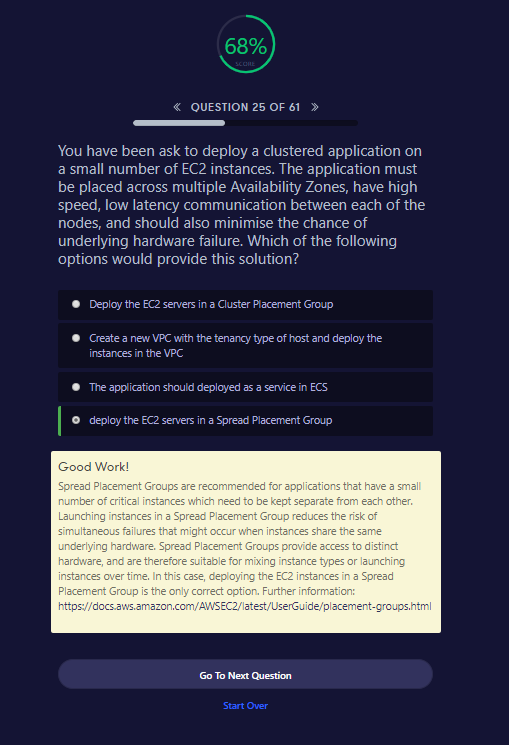 68%
SCORE
QUESTION 25 OF 61
You have been ask to deploy a clustered application on
a small number of EC2 instances. The application must
be placed across multiple Availability Zones, have high
speed, low latency communication between each of the
nodes, and should also minimise the chance of
underlying hardware failure. Which of the following
options would provide this solution?
Deploy the EC2 servers in a Cluster Placement Group
Create a new VPC with the tenancy type of host and deploy the
instances in the VPC
The application should deployed as a service in ECS
deploy the EC2 servers in a Spread Placement Group
Good Work!
Spread Placement Groups are recommended for applications that have a small
number of critical instances which need to be kept separate from each other.
Launching instances in a Spread Placement Group reduces the risk of
simultaneous failures that might occur when instances share the same
underlying hardware. Spread Placement Groups provide access to distinct
hardware, and are therefore suitable for mixing instance types or launching
instances over time. In this case, deploying the EC2 instances in a Spread
Placement Group is the only correct option. Further information:
https://docs.aws.amazon.com/AWSEC2/latest/UserGuide/placement-groups.html
Go To Next Question
Start Over